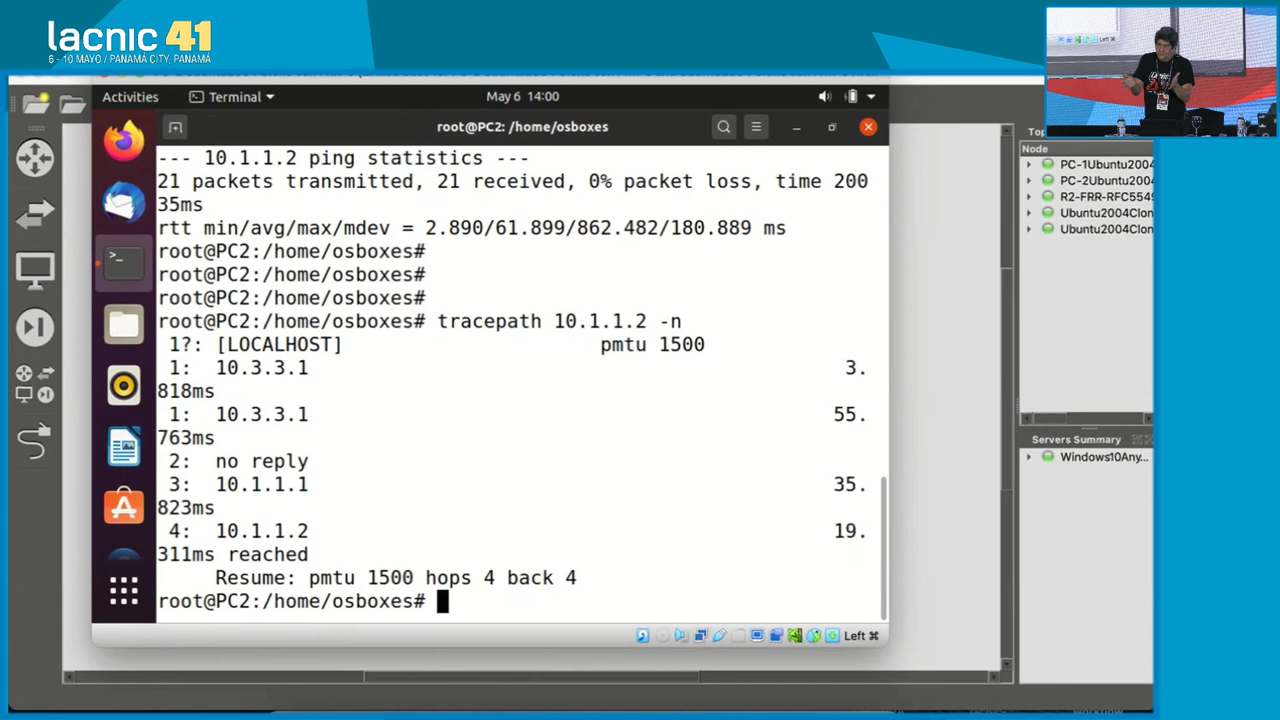 lacnic 41
6 - 10 MAYO / PANAMÁ CITY, PANAMÁ
Activities
Terminal
May 6 14:00
root@PC2: /home/osboxes
--- 10.1.1.2 ping statistics ---
21 packets transmitted, 21 received, 0% packet loss, time 200
35ms
rtt min/avg/max/mdev = 2.890/61.899/862.482/180.889 ms
root@PC2:/home/osboxes#
root@PC2:/home/osboxes#
root@PC2:/home/osboxes#
root@PC2:/home/osboxes# tracepath 10.1.1.2 -n
1?: [LOCALHOST] pmtu 1500
1: 10.3.3.1 3.
818ms
1: 10.3.3.1 55.
763ms
2: no reply
3: 10.1.1.1 35.
823ms
4: 10.1.1.2 19.
311ms reached
Resume: pmtu 1500 hops 4 back 4
root@PC2:/home/osboxes#
Left ⌘
Top
Node
PC-1Ubuntu2004
PC-2Ubuntu2004
R2-FRR-RFC5549
Ubuntu2004Clon
Ubuntu2004Clon
Servers Summary
Windows10Any...